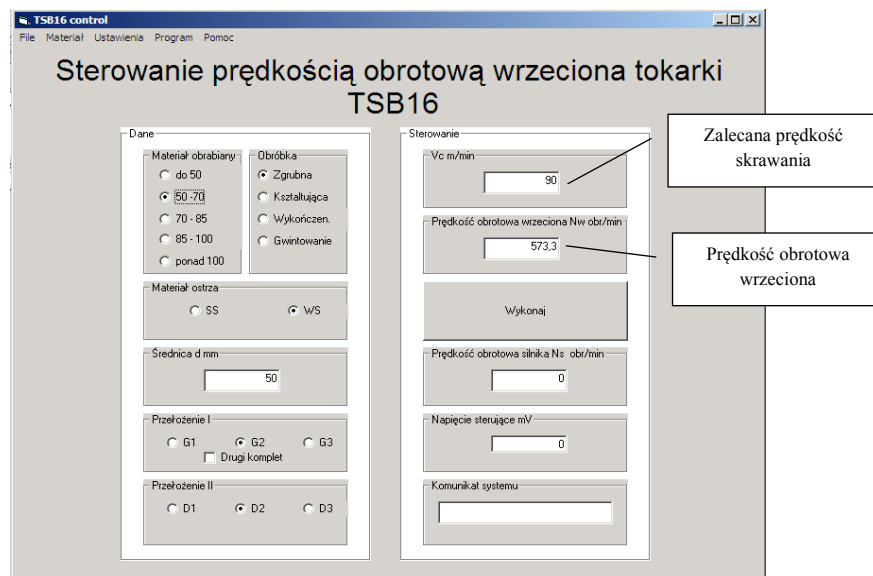 TSB16 control
File Materiał Ustawienia Program Pomoc
Sterowanie prędkością obrotową wrzeciona tokarki
TSB16
Dane
Materiał obrabiany
do 50
50 -70
70 - 85
85 - 100
ponad 100
Obróbka
Zgrubna
Kształtująca
Wykończen.
Gwintowanie
Materiał ostrza
SS WS
Średnica d mm
50
Przełożenie I
G1 G2 G3
Drugi komplet
Przełożenie II
D1 D2 D3
Sterowanie
Vc m/min
90
Prędkość obrotowa wrzeciona Nw obr/min
573,3
Wykonaj
Prędkość obrotowa silnika Ns obr/min
0
Napięcie sterujące mV
0
Komunikat systemu
Zalecana prędkość
skrawania
Prędkość obrotowa
wrzeciona